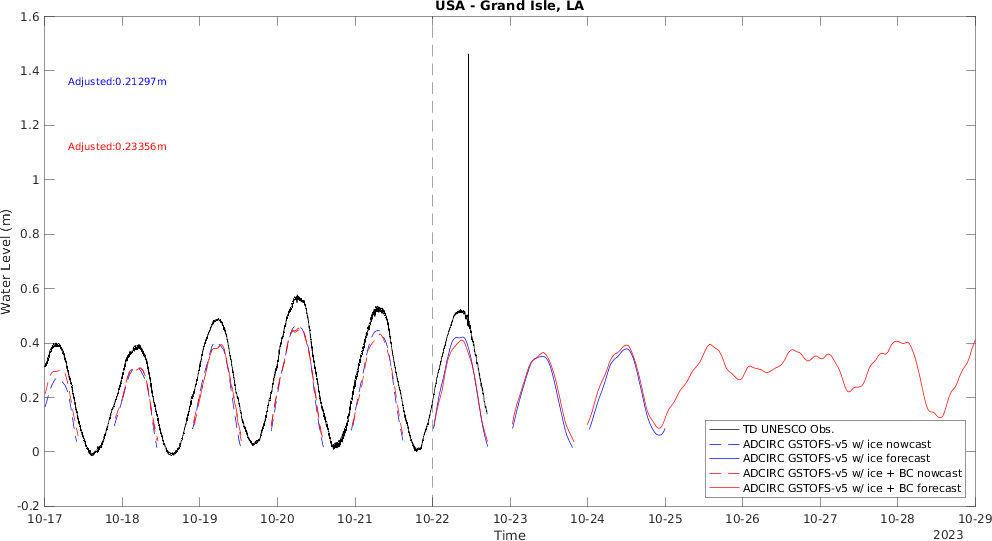 USA - Grand Isle, LA
1.6
1.4
1.2
1
0.8
0.6
0.4
0.2
0
-0.2
Water Level (m)
Adjusted:0.21297m
Adjusted:0.23356m
TD UNESCO Obs.
ADCIRC GSTOFS-v5 w/ ice nowcast
ADCIRC GSTOFS-v5 w/ ice forecast
ADCIRC GSTOFS-v5 w/ ice + BC nowcast
ADCIRC GSTOFS-v5 w/ ice + BC forecast
10-17 10-18 10-19 10-20 10-21 10-22 10-23 10-24 10-25 10-26 10-27 10-28 10-29
Time
2023